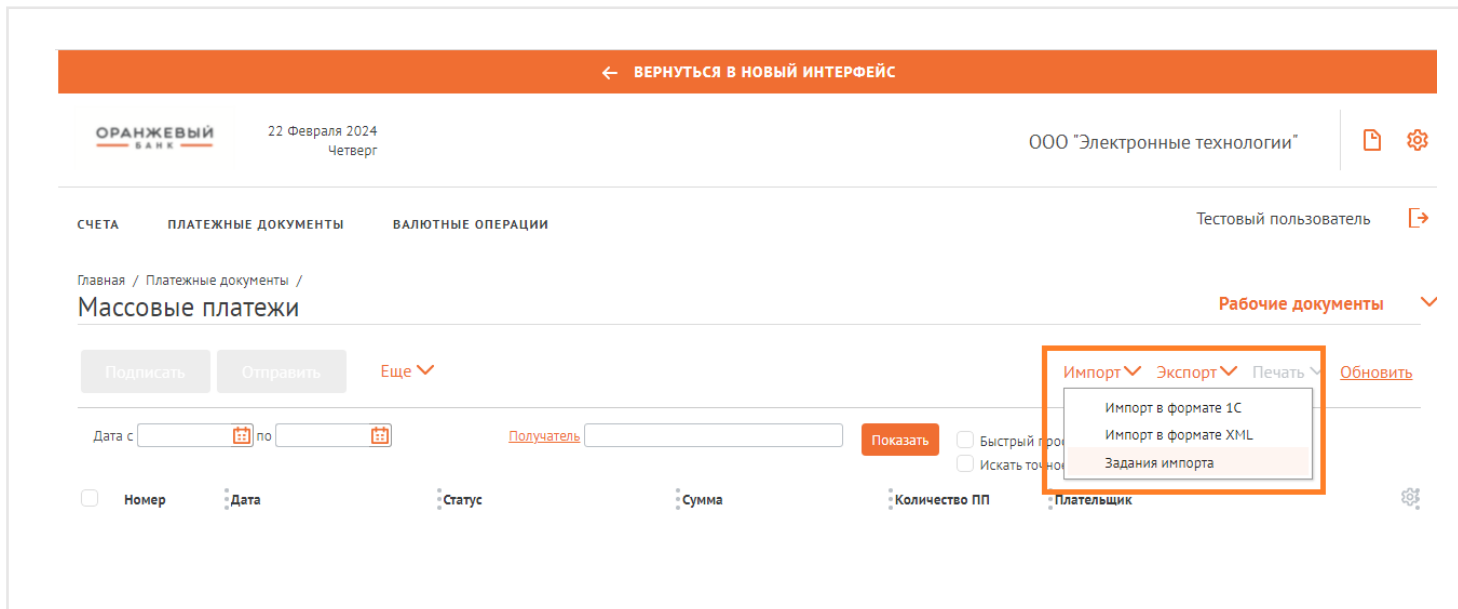 ← ВЕРНУТЬСЯ В НОВЫЙ ИНТЕРФЕЙС
ОРАНЖЕВЫЙ
БАНК
22 Февраля 2024
Четверг
ООО "Электронные технологии"
СЧЕТА ПЛАТЕЖНЫЕ ДОКУМЕНТЫ ВАЛЮТНЫЕ ОПЕРАЦИИ
Тестовый пользователь
Главная / Платежные документы /
Массовые платежи
Рабочие документы
Подписать Отправить Еще
Импорт Экспорт Печать Обновить
Импорт в формате 1С
Импорт в формате XML
Задания импорта
Дата с по Получатель Показать
Быстрый
Искать
Номер Дата Статус Сумма Количество ПП Плательщик